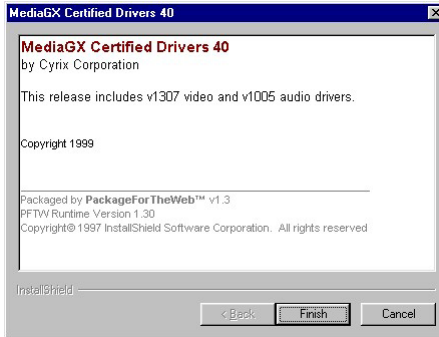 MediaGX Certified Drivers 40
MediaGX Certified Drivers 40
by Cyrix Corporation
This release includes v1307 video and v1005 audio drivers.
Copyright 1999
Packaged by PackageForTheWeb™ v1.3
PFTW Runtime Version 1.30
Copyright© 1997 InstallShield Software Corporation. All rights reserved
InstallShield
< Back Finish Cancel